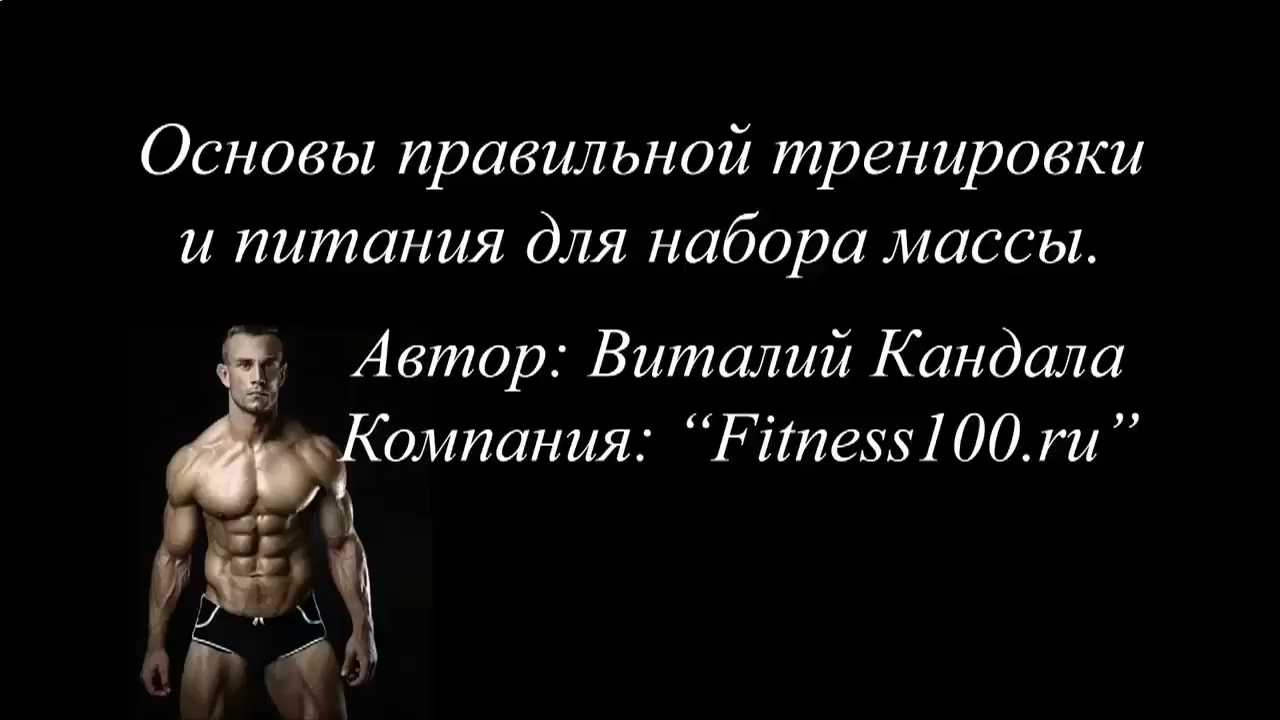 Основы правильной тренировки
и питания для набора массы.
Автор: Виталий Кандала
Компания: “Fitness100.ru”